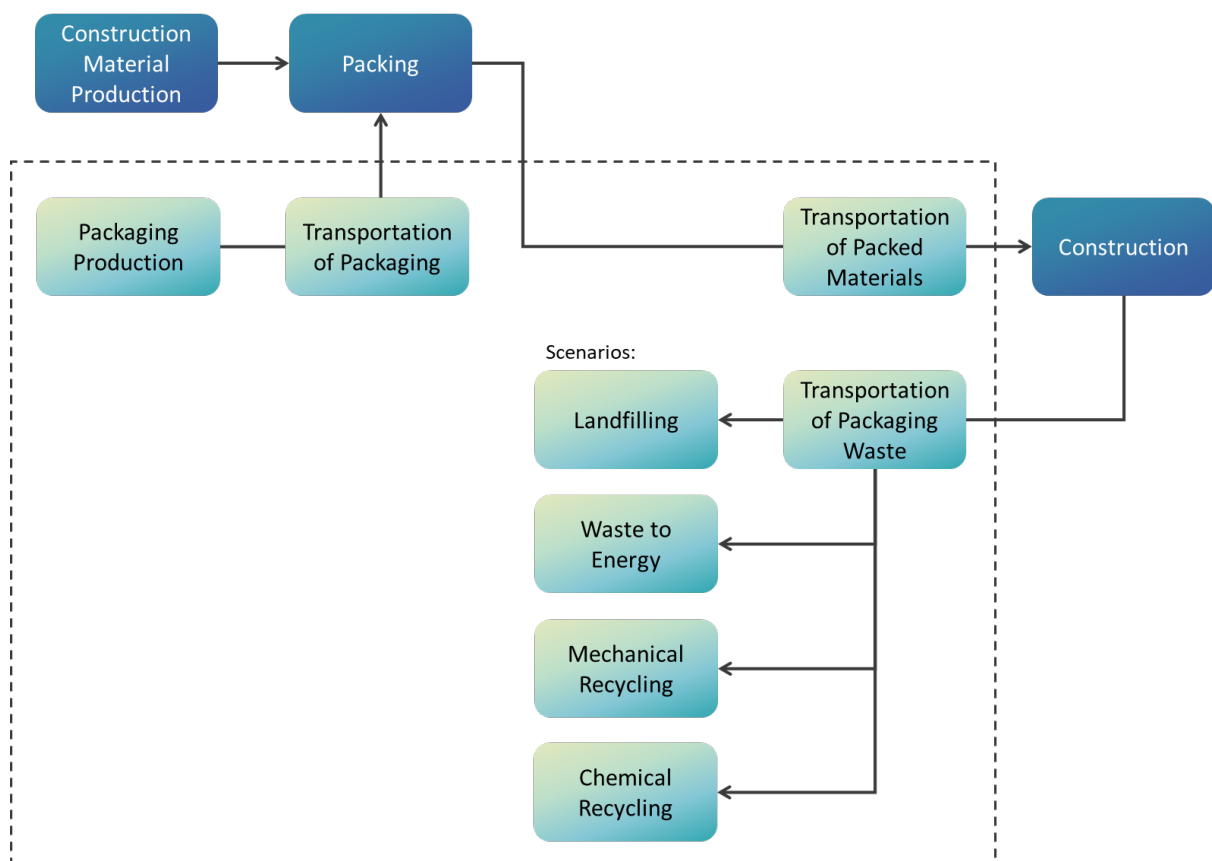 Construction
Material
Production
Packing
Packaging
Production
Transportation
of Packaging
Transportation
of Packed
Materials
Construction
Scenarios:
Landfilling
Transportation
of Packaging
Waste
Waste to
Energy
Mechanical
Recycling
Chemical
Recycling